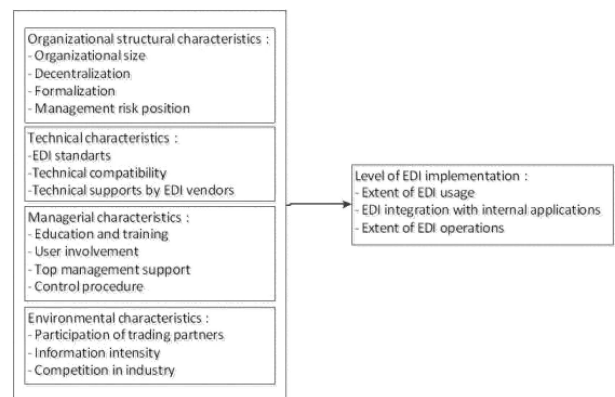 Organizational structural characteristics :
- Organizational size
- Decentralization
- Formalization
- Management risk position
Technical characteristics :
-EDI standarts
-Technical compatibility
-Technical supports by EDI vendors
Managerial characteristics :
- Education and training
- User involvement
- Top management support
- Control procedure
Environmental characteristics :
- Participation of trading partners
- Information intensity
- Competition in industry
Level of EDI implementation :
- Extent of EDI usage
- EDI integration with internal applications
- Extent of EDI operations